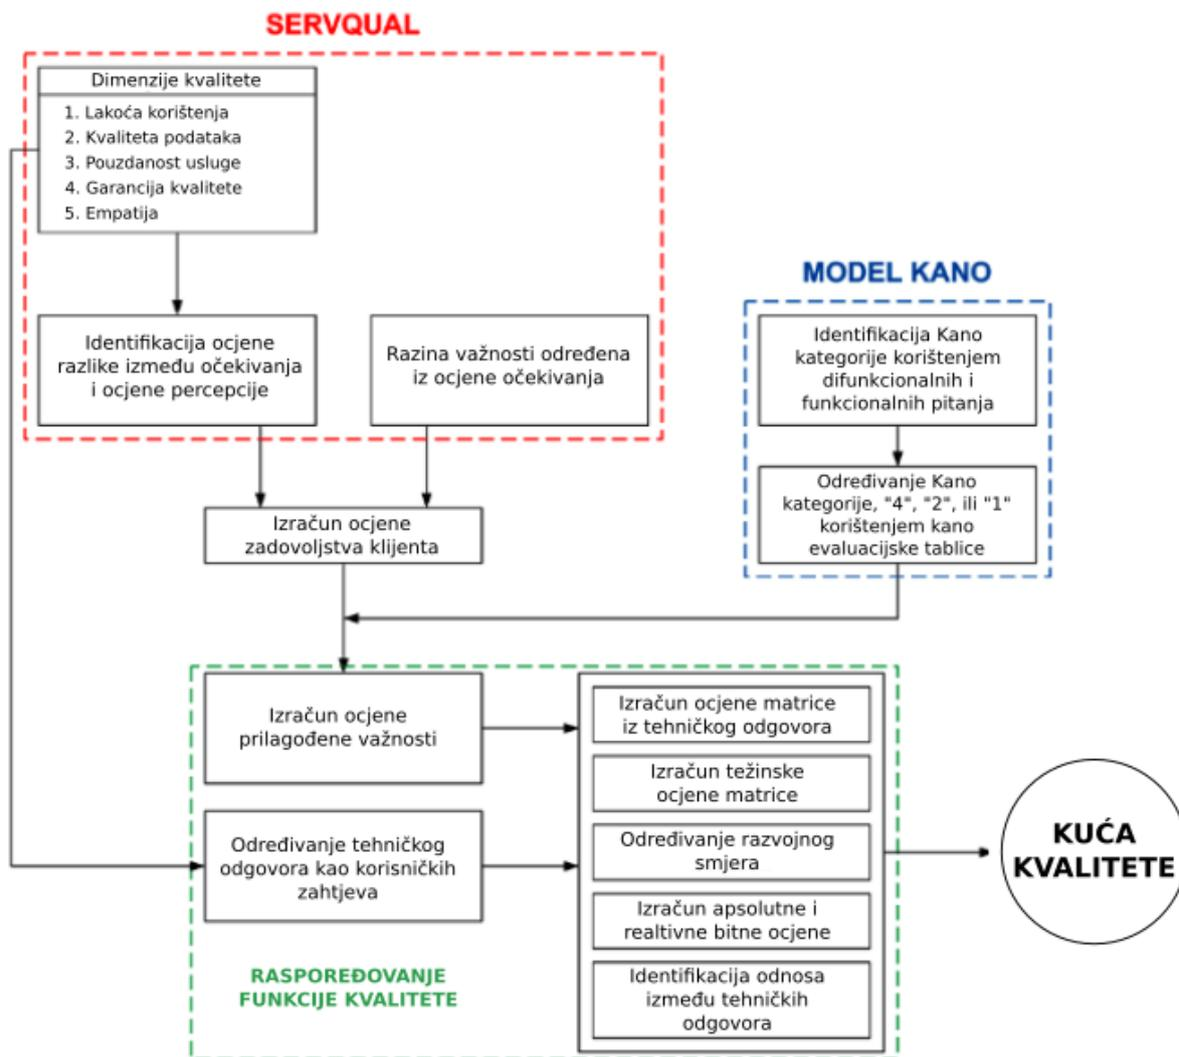 SERVQUAL
Dimenzije kvalitete
1. Lakoća korištenja
2. Kvaliteta podataka
3. Pouzdanost usluge
4. Garancija kvalitete
5. Empatija
Identifikacija ocjene
razlike između očekivanja
i ocjene percepcije
Razina važnosti određena
iz ocjene očekivanja
MODEL KANO
Identifikacija Kano
kategorije korištenjem
difunkcionalnih i
funkcionalnih pitanja
Određivanje Kano
kategorije, "4", "2", ili "1"
korištenjem kano
evaluacijske tablice
Izračun ocjene
zadovoljstva klijenta
Izračun ocjene
prilagođene važnosti
Određivanje tehničkog
odgovora kao korisničkih
zahtjeva
RASPOREĐOVANJE
FUNKCIJE KVALITETE
Izračun ocjene matrice
iz tehničkog odgovora
Izračun težinske
ocjene matrice
Određivanje razvojnog
smjera
Izračun apsolutne i
realtivne bitne ocjene
Identifikacija odnosa
između tehničkih
odgovora
KUĆA
KVALITETE